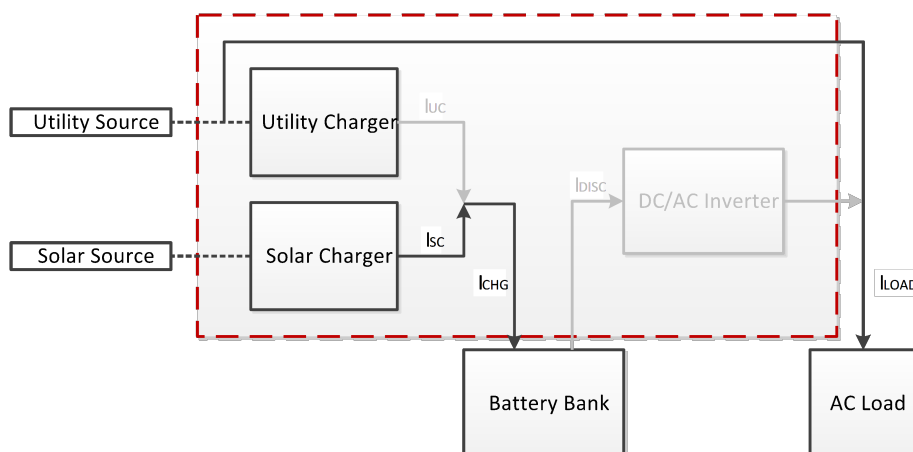 Utility Source
Utility Charger
IUC
IDISC
DC/AC Inverter
Solar Source
Solar Charger
ISC
ICHG
ILOAD
Battery Bank
AC Load